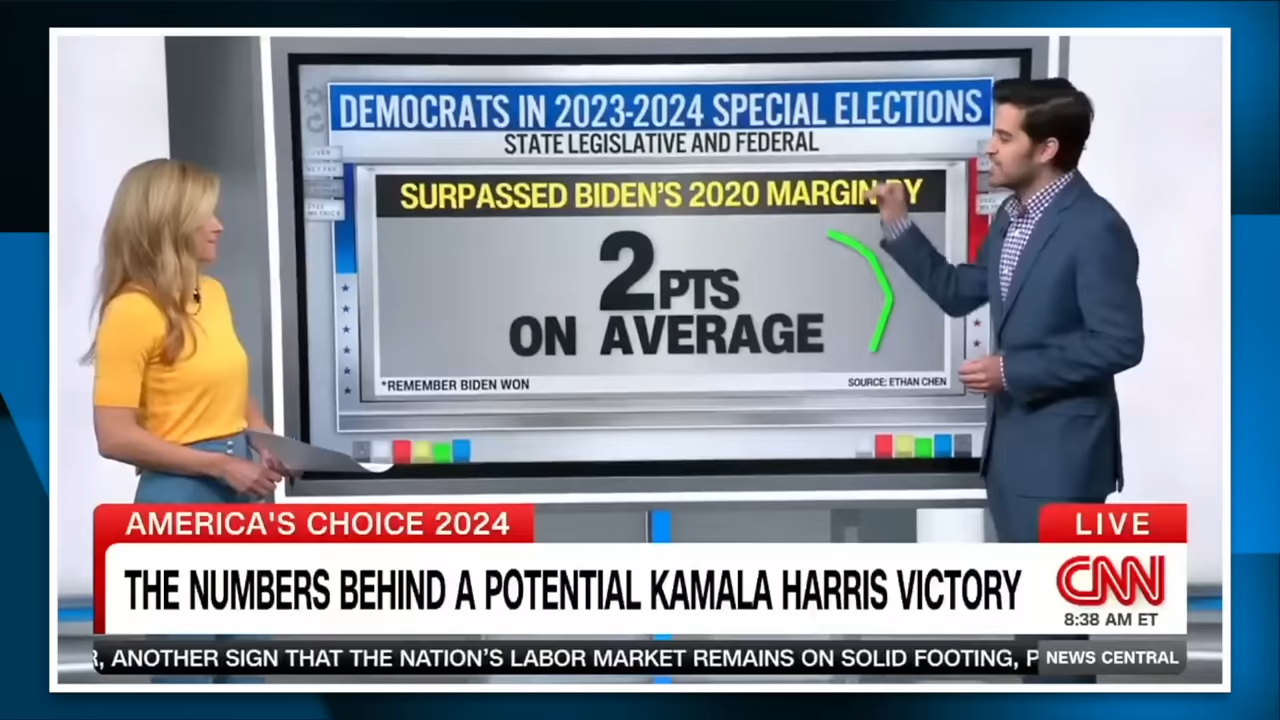 DEMOCRATS IN 2023-2024 SPECIAL ELECTIONS
STATE LEGISLATIVE AND FEDERAL
SURPASSED BIDEN'S 2020 MARGIN BY
2 PTS
ON AVERAGE
*REMEMBER BIDEN WON
SOURCE: ETHAN CHEN
AMERICA'S CHOICE 2024
LIVE
THE NUMBERS BEHIND A POTENTIAL KAMALA HARRIS VICTORY
CNN
8:38 AM ET
, ANOTHER SIGN THAT THE NATION'S LABOR MARKET REMAINS ON SOLID FOOTING, P
NEWS CENTRAL